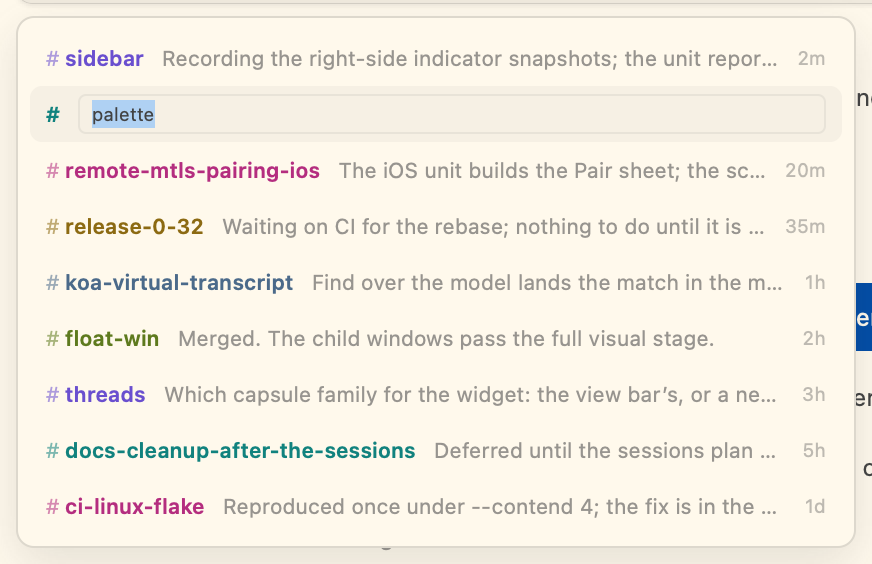 # sidebar Recording the right-side indicator snapshots; the unit repor... 2m
# palette
# remote-mtls-pairing-ios The iOS unit builds the Pair sheet; the sc... 20m
# release-0-32 Waiting on CI for the rebase; nothing to do until it is ... 35m
# koa-virtual-transcript Find over the model lands the match in the m... 1h
# float-win Merged. The child windows pass the full visual stage. 2h
# threads Which capsule family for the widget: the view bar’s, or a ne... 3h
# docs-cleanup-after-the-sessions Deferred until the sessions plan ... 5h
# ci-linux-flake Reproduced once under --contend 4; the fix is in the ... 1d